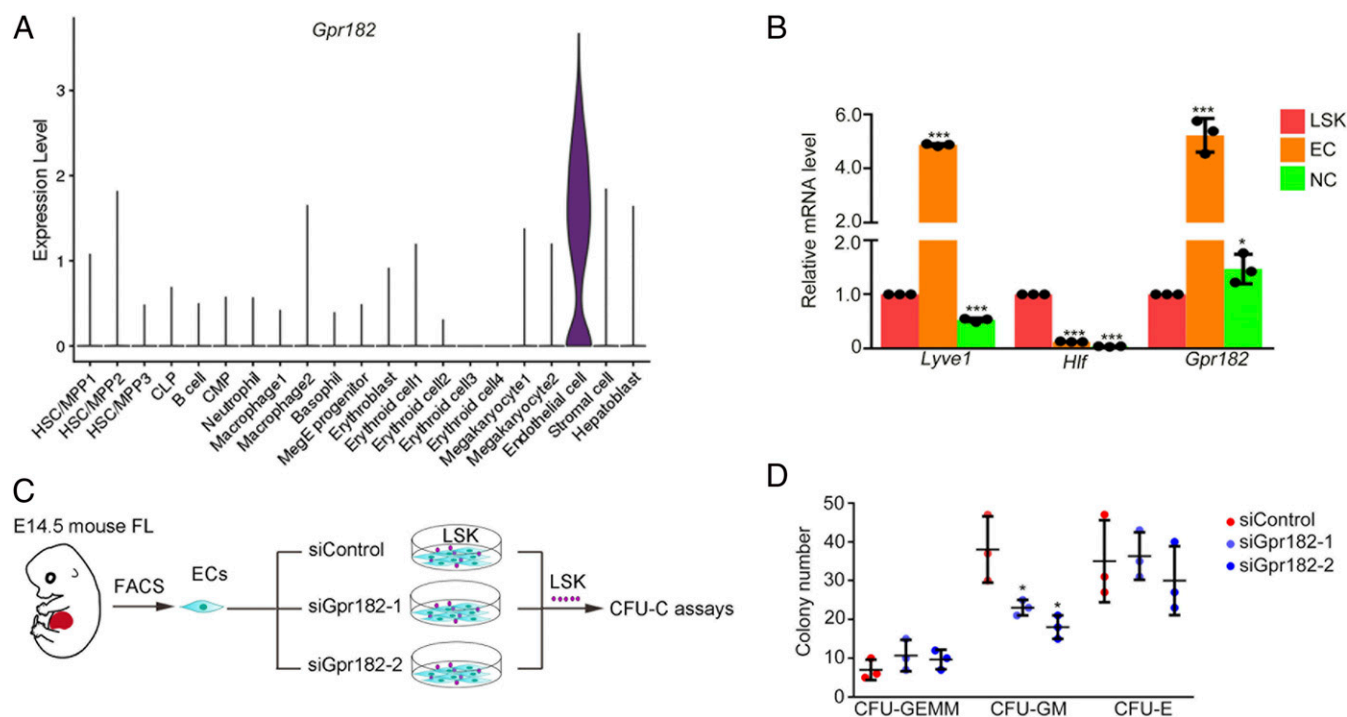 A
Gpr182
Expression Level
3
2
1
0
HSC/MPP1
HSC/MPP2
HSC/MPP3
CLP
B cell
CMP
Neutrophil
Macrophage1
Macrophage2
Basophil
MegE progenitor
Erythroblast
Erythroid cell1
Erythroid cell2
Erythroid cell3
Erythroid cell4
Megakaryocyte1
Megakaryocyte2
Endothelial cell
Stromal cell
Hepatoblast
B
Relative mRNA level
6.0
4.0
2.0
2.0
1.0
0
***
***
***
***
***
*
Lyve1
Hlf
Gpr182
LSK
EC
NC
C
E14.5 mouse FL
FACS
ECs
siControl
siGpr182-1
siGpr182-2
LSK
LSK
CFU-C assays
D
Colony number
50
40
30
20
10
0
*
*
CFU-GEMM
CFU-GM
CFU-E
siControl
siGpr182-1
siGpr182-2